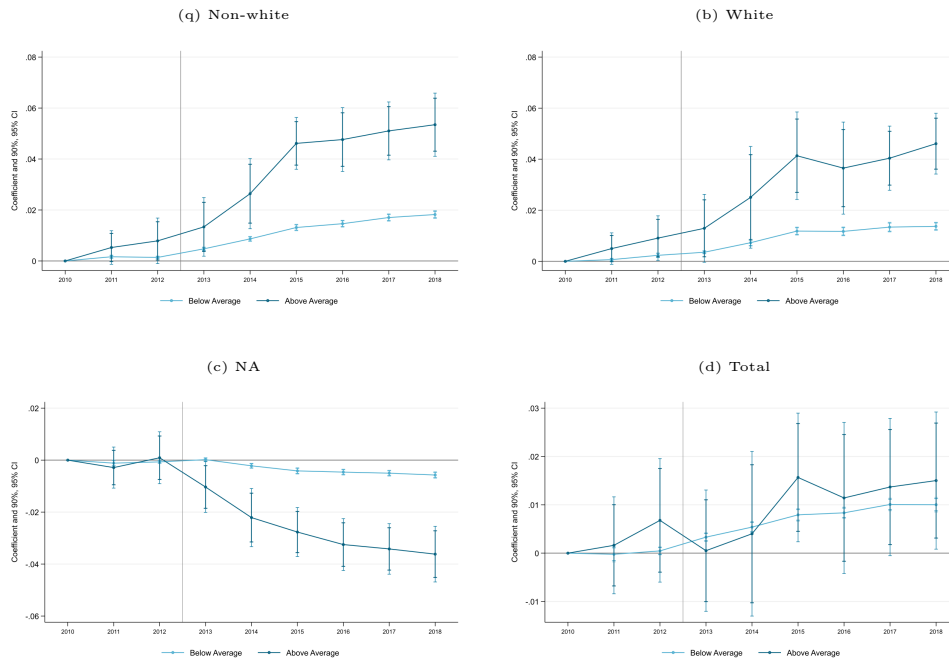 (q) Non-white
Coefficient and 90%, 95% CI
.08
.06
.04
.02
0
2010 2011 2012 2013 2014 2015 2016 2017 2018
Below Average Above Average
(b) White
Coefficient and 90%, 95% CI
.08
.06
.04
.02
0
2010 2011 2012 2013 2014 2015 2016 2017 2018
Below Average Above Average
(c) NA
Coefficient and 90%, 95% CI
.02
0
-.02
-.04
-.06
2010 2011 2012 2013 2014 2015 2016 2017 2018
Below Average Above Average
(d) Total
Coefficient and 90%, 95% CI
.03
.02
.01
0
-.01
2010 2011 2012 2013 2014 2015 2016 2017 2018
Below Average Above Average